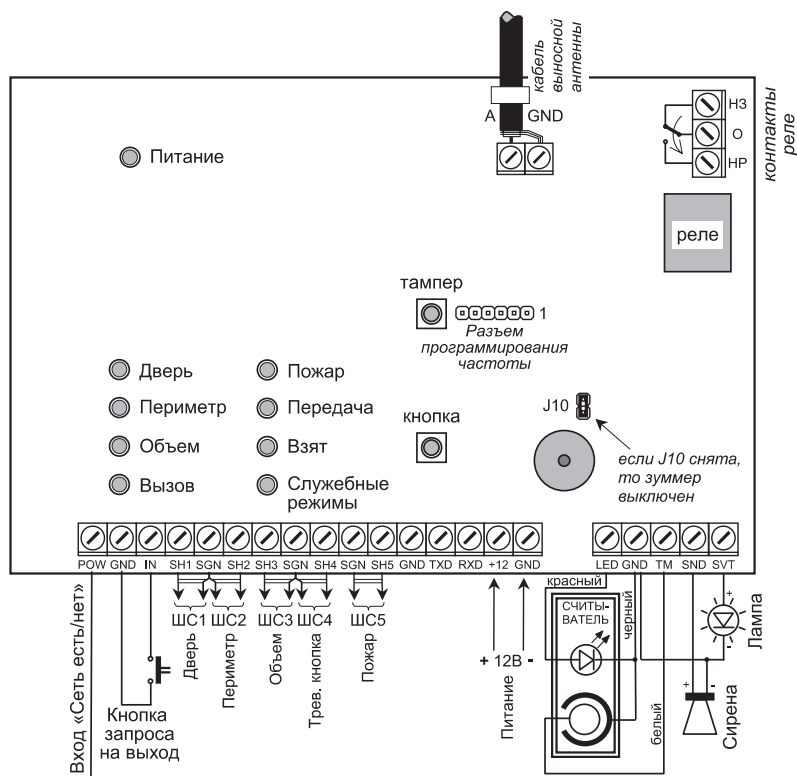 кабель
выносной
антенны
A GND
НЗ
О
НР
контакты
реле
Питание
реле
тампер
1
Разъем
программирования
частоты
Дверь
Пожар
Периметр
Передача
Объем
Взят
Вызов
Служебные
режимы
кнопка
J10
если J10 снята,
то зуммер
выключен
POW GND IN SH1 SGN SH2 SH3 SGN SH4 SGN SH5 GND TXD RXD +12 GND
LED GND TM SND SVT
Вход «Сеть есть/нет»
Кнопка
запроса
на выход
ШС1 ШС2 ШС3 ШС4 ШС5
Дверь
Периметр
Объем
Трев. кнопка
Пожар
+ 12В -
Питание
красный
СЧИТЫ-
ВАТЕЛЬ
черный
белый
+
-
Сирена
+
-
Лампа